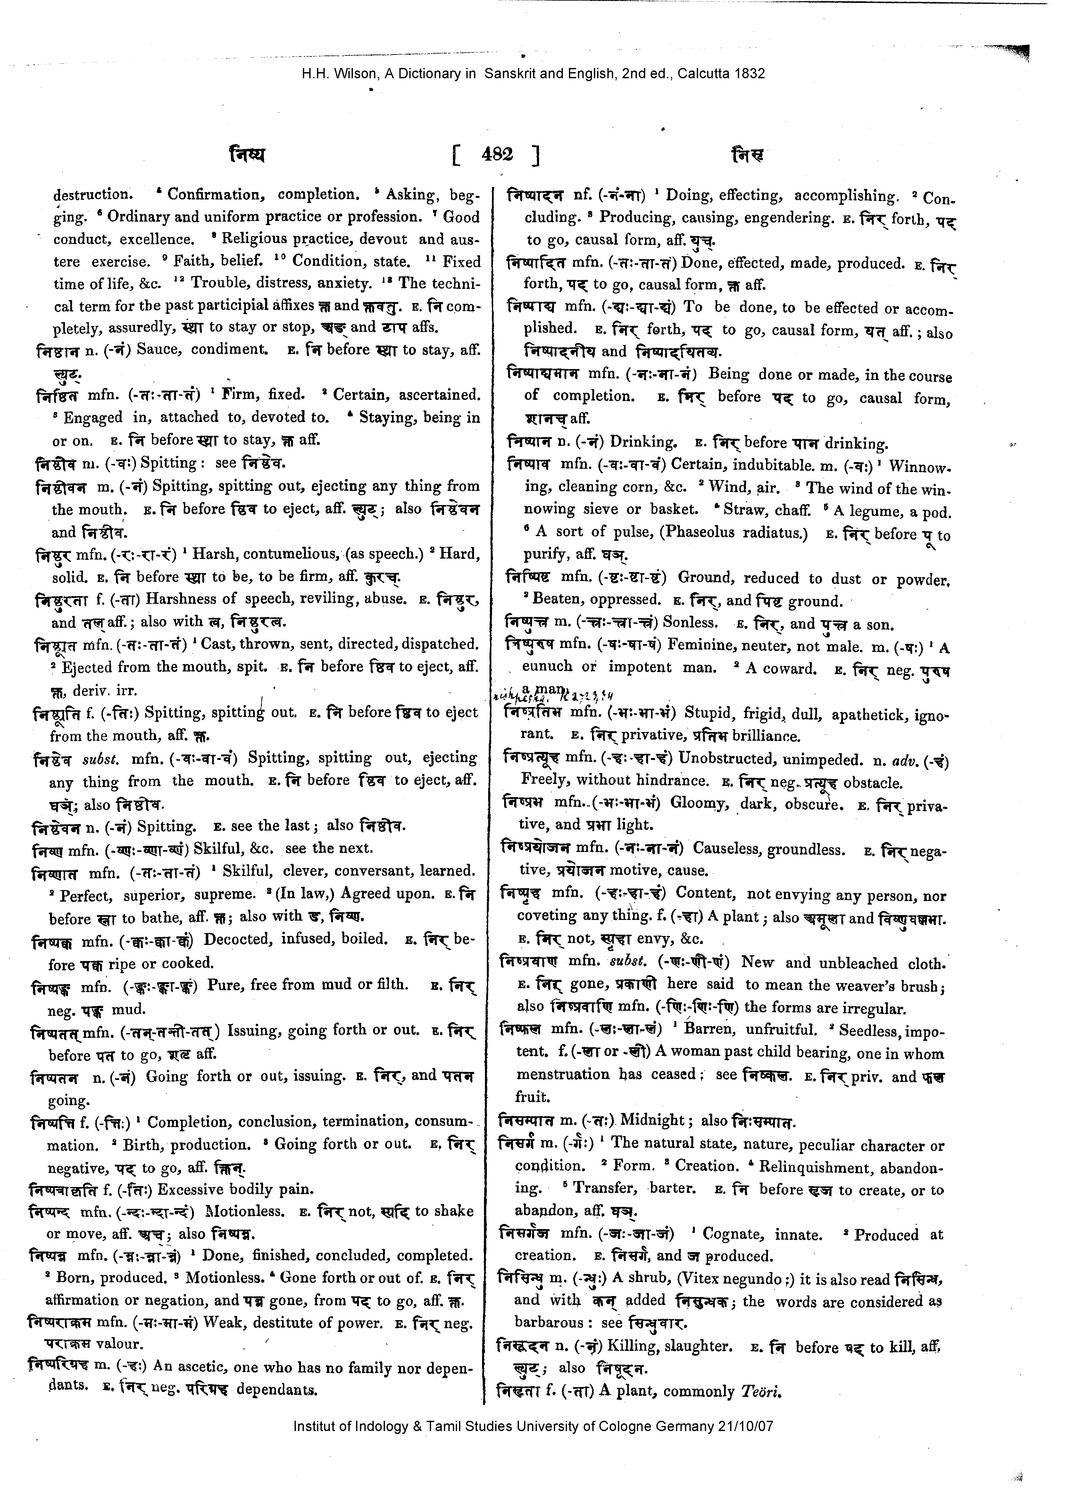 H.H. Wilson, A Dictionary in Sanskrit and English, 2nd ed., Calcutta 1832
निष्प [ 482 ] निसृ
destruction. ⁴ Confirmation, completion. ⁵ Asking, beg-
ging. ⁶ Ordinary and uniform practice or profession. ⁷ Good
conduct, excellence. ⁸ Religious practice, devout and aus-
tere exercise. ⁹ Faith, belief. ¹⁰ Condition, state. ¹¹ Fixed
time of life, &c. ¹² Trouble, distress, anxiety. ¹³ The techni-
cal term for the past participial affixes क्त and क्तवतु. E. नि com-
pletely, assuredly, स्था to stay or stop, अङ् and टाप affs.
निष्ठान n. (-नं) Sauce, condiment. E. नि before स्था to stay, aff.
ल्युट्.
निष्ठित mfn. (-तः-ता-तं) ¹ Firm, fixed. ² Certain, ascertained.
³ Engaged in, attached to, devoted to. ⁴ Staying, being in
or on. E. नि before स्था to stay, क्त aff.
निष्ठीव m. (-वः) Spitting : see निष्ठेव.
निष्ठीवन m. (-नं) Spitting, spitting out, ejecting any thing from
the mouth. E. नि before ष्ठिव to eject, aff. ल्युट्; also निष्ठेवन
and निष्ठीव.
निष्ठुर mfn. (-रः-रा-रं) ¹ Harsh, contumelious, (as speech.) ² Hard,
solid. E. नि before स्था to be, to be firm, aff. कुरच्.
निष्ठुरता f. (-ता) Harshness of speech, reviling, abuse. E. निष्ठुर,
and तल् aff. ; also with त्व, निष्ठुरत्व.
निष्ठ्यूत mfn. (-तः-ता-तं) ¹ Cast, thrown, sent, directed, dispatched.
² Ejected from the mouth, spit. E. नि before ष्ठिव to eject, aff.
क्त, deriv. irr.
निष्ठ्यूति f. (-तिः) Spitting, spitting out. E. नि before ष्ठिव to eject
from the mouth, aff. क्त.
निष्ठेव subst. mfn. (-वः-वा-वं) Spitting, spitting out, ejecting
any thing from the mouth. E. नि before ष्ठिव to eject, aff.
घञ्; also निष्ठीव.
निष्ठेवन n. (-नं) Spitting. E. see the last ; also निष्ठीव.
निष्ण mfn. (-ष्णः-ष्णा-ष्णं) Skilful, &c. see the next.
निष्णात mfn. (-तः-ता-तं) ¹ Skilful, clever, conversant, learned.
² Perfect, superior, supreme. ³ (In law,) Agreed upon. E. नि
before स्ना to bathe, aff. क्त; also with ड, निष्ण.
निष्पक्व mfn. (-क्वः-क्वा-क्वं) Decocted, infused, boiled. E. निर् be-
fore पक्व ripe or cooked.
निष्पङ्क mfn. (-ङ्कः-ङ्का-ङ्कं) Pure, free from mud or filth. E. निर्
neg. पङ्क mud.
निष्पतत् mfn. (-तन्-तन्ती-तत्) Issuing, going forth or out. E. निर्
before पत to go, शतृ aff.
निष्पतन n. (-नं) Going forth or out, issuing. E. निर्, and पतन
going.
निष्पत्ति f. (-त्तिः) ¹ Completion, conclusion, termination, consum-
mation. ² Birth, production. ³ Going forth or out. E. निर्
negative, पद् to go, aff. क्तिन्.
निष्पत्राकृति f. (-तिः) Excessive bodily pain.
निष्पन्द mfn. (-न्दः-न्दा-न्दं) Motionless. E. निर् not, स्पदि to shake
or move, aff. अच्; also निष्पन्न.
निष्पन्न mfn. (-न्नः-न्ना-न्नं) ¹ Done, finished, concluded, completed.
² Born, produced. ³ Motionless. ⁴ Gone forth or out of. E. निर्
affirmation or negation, and पन्न gone, from पद् to go, aff. क्त.
निष्पराक्रम mfn. (-मः-मा-मं) Weak, destitute of power. E. निर् neg.
पराक्रम valour.
निष्परिग्रह m. (-हः) An ascetic, one who has no family nor depen-
dants. E. निर् neg. परिग्रह dependants.
निष्पादन nf. (-नं-ना) ¹ Doing, effecting, accomplishing. ² Con-
cluding. ³ Producing, causing, engendering. E. निर् forth, पद्
to go, causal form, aff. युच्.
निष्पादित mfn. (-तः-ता-तं) Done, effected, made, produced. E. निर्
forth, पद् to go, causal form, क्त aff.
निष्पाद्य mfn. (-द्यः-द्या-द्यं) To be done, to be effected or accom-
plished. E. निर् forth, पद् to go, causal form, यत् aff. ; also
निष्पादनीय and निष्पादयितव्य.
निष्पाद्यमान mfn. (-नः-ना-नं) Being done or made, in the course
of completion. E. निर् before पद् to go, causal form,
शानच् aff.
निष्पान n. (-नं) Drinking. E. निर् before पान drinking.
निष्पाव mfn. (-वः-वा-वं) Certain, indubitable. m. (-वः) ¹ Winnow-
ing, cleaning corn, &c. ² Wind, air. ³ The wind of the win-
nowing sieve or basket. ⁴ Straw, chaff. ⁵ A legume, a pod.
⁶ A sort of pulse, (Phaseolus radiatus.) E. निर् before पू to
purify, aff. घञ्.
निष्पिष्ट mfn. (-ष्टः-ष्टा-ष्टं) Ground, reduced to dust or powder.
² Beaten, oppressed. E. निर्, and पिष्ट ground.
निष्पुत्त्र m. (-त्त्रः-त्त्रा-त्त्रं) Sonless. E. निर्, and पुत्त्र a son.
निष्पुरुष mfn. (-षः-षा-षं) Feminine, neuter, not male. m. (-षः) ¹ A
eunuch or impotent man. ² A coward. E. निर् neg. पुरुष
a man.
निष्प्रतिभ mfn. (-भः-भा-भं) Stupid, frigid, dull, apathetick, igno-
rant. E. निर् privative, प्रतिभ brilliance.
निष्प्रत्यूह mfn. (-हः-हा-हं) Unobstructed, unimpeded. n. adv. (-हं)
Freely, without hindrance. E. निर् neg. प्रत्यूह obstacle.
निष्प्रभ mfn. (-भः-भा-भं) Gloomy, dark, obscure. E. निर् priva-
tive, and प्रभा light.
निष्प्रयोजन mfn. (-नः-ना-नं) Causeless, groundless. E. निर् nega-
tive, प्रयोजन motive, cause.
निष्पृह mfn. (-हः-हा-हं) Content, not envying any person, nor
coveting any thing. f. (-हा) A plant ; also अमूला and विष्णुवल्लभा.
E. निर् not, स्पृहा envy, &c.
निष्प्रवाण mfn. subst. (-णः-णी-णं) New and unbleached cloth.
E. निर् gone, प्रकाणी here said to mean the weaver's brush;
also निष्प्रवाणि mfn. (-णिः-णिः-णि) the forms are irregular.
निष्फल mfn. (-लः-ला-लं) ¹ Barren, unfruitful. ² Seedless, impo-
tent. f. (-ला or -ली) A woman past child bearing, one in whom
menstruation has ceased ; see निष्कल. E. निर् priv. and फल
fruit.
निसम्पात m. (-तः) Midnight ; also निःसम्पात.
निसर्ग m. (-र्गः) ¹ The natural state, nature, peculiar character or
condition. ² Form. ³ Creation. ⁴ Relinquishment, abandon-
ing. ⁵ Transfer, barter. E. नि before सृज to create, or to
abandon, aff. घञ्.
निसर्गज mfn. (-जः-जा-जं) ¹ Cognate, innate. ² Produced at
creation. E. निसर्ग, and ज produced.
निसिन्धु m. (-न्धुः) A shrub, (Vitex negundo ;) it is also read निसिन्ध,
and with कन् added निसुन्धक; the words are considered as
barbarous : see सिन्धुवार.
निसूदन n. (-नं) Killing, slaughter. E. नि before षद् to kill, aff.
ल्युट्; also निषूदन.
निसृता f. (-ता) A plant, commonly Teöri.
Institut of Indology & Tamil Studies University of Cologne Germany 21/10/07